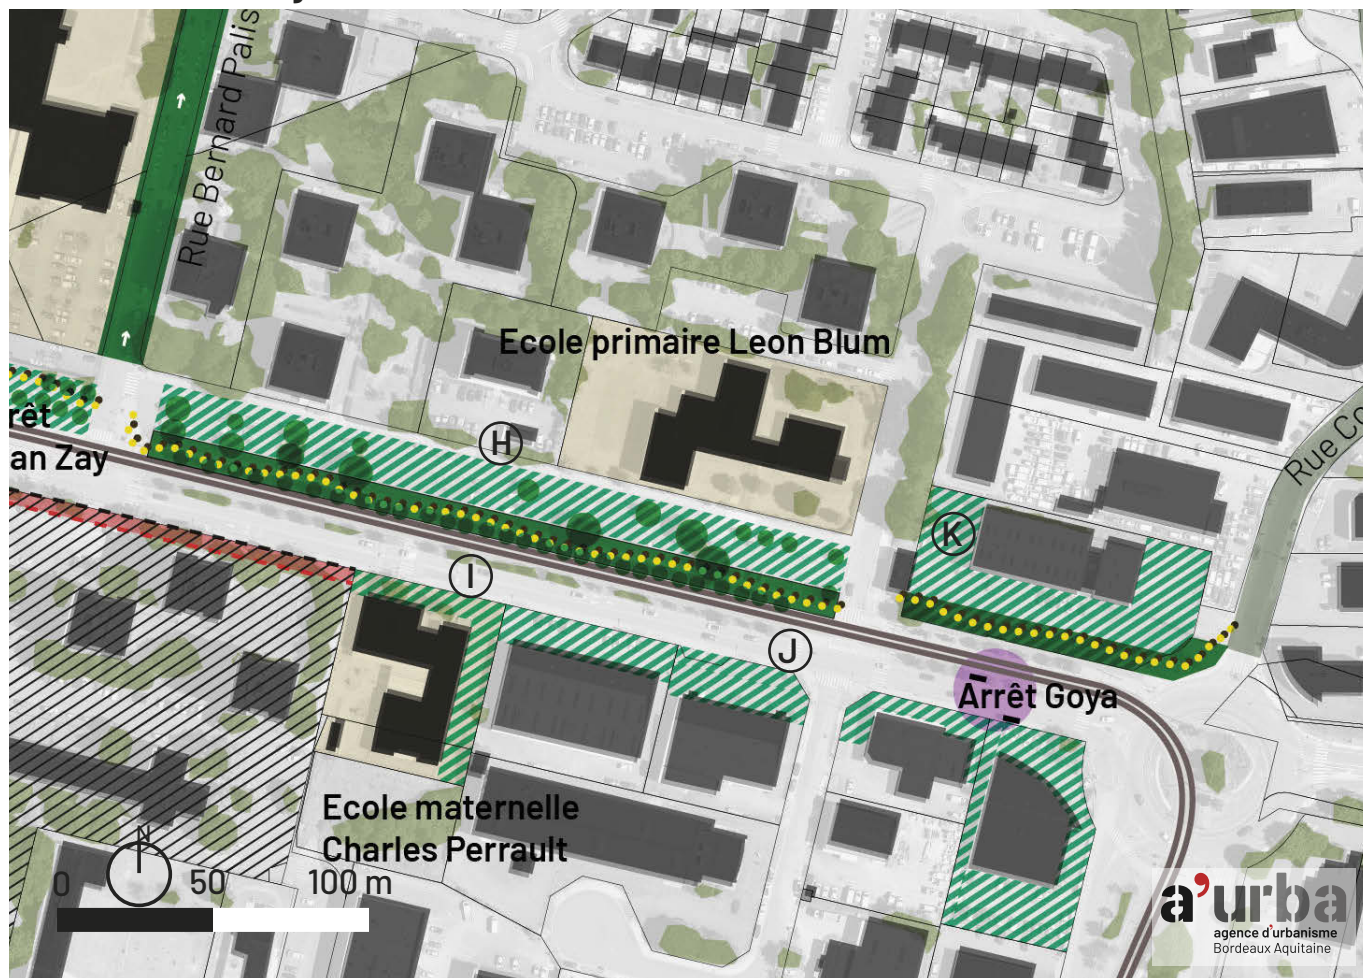 Rue Bernard Palis
Ecole primaire Leon Blum
rêt
an Zay
H
K
Rue Co
I
J
Arrêt Goya
Ecole maternelle
Charles Perrault
N
0 50 100 m
a'urba
agence d'urbanisme
Bordeaux Aquitaine